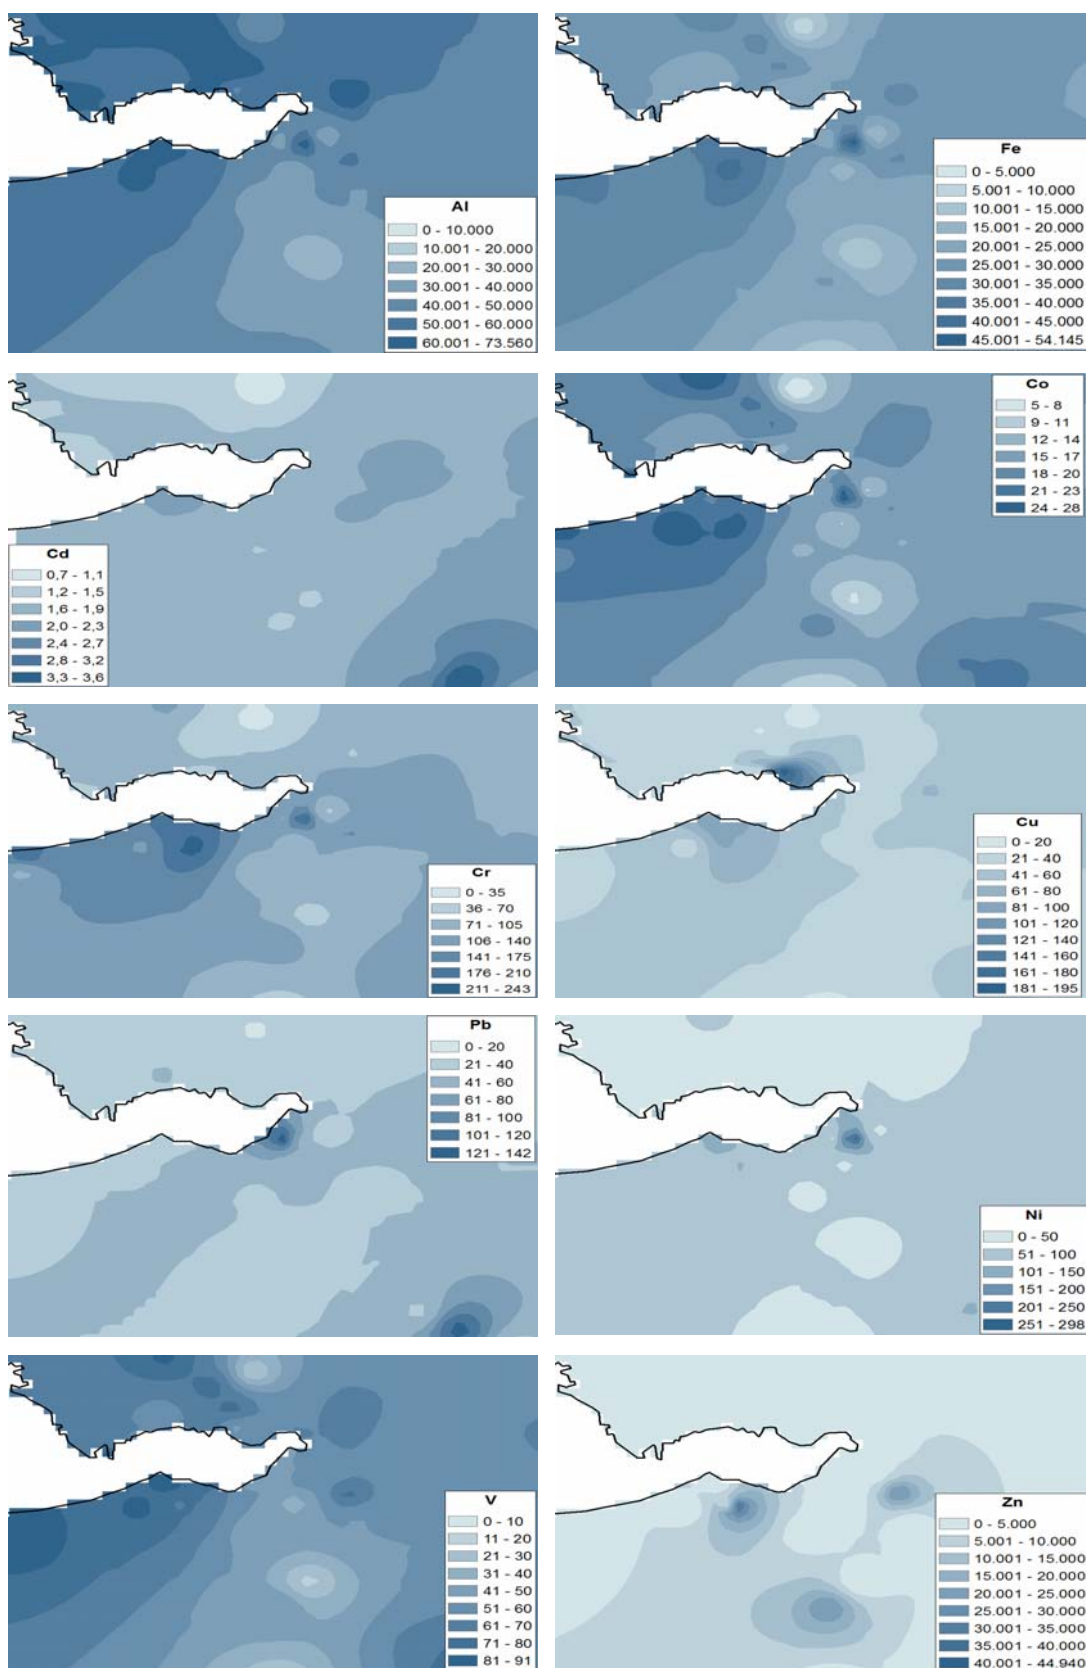 Al
0 - 10.000
10.001 - 20.000
20.001 - 30.000
30.001 - 40.000
40.001 - 50.000
50.001 - 60.000
60.001 - 73.560
Fe
0 - 5.000
5.001 - 10.000
10.001 - 15.000
15.001 - 20.000
20.001 - 25.000
25.001 - 30.000
30.001 - 35.000
35.001 - 40.000
40.001 - 45.000
45.001 - 54.145
Cd
0,7 - 1,1
1,2 - 1,5
1,6 - 1,9
2,0 - 2,3
2,4 - 2,7
2,8 - 3,2
3,3 - 3,6
Co
5 - 8
9 - 11
12 - 14
15 - 17
18 - 20
21 - 23
24 - 28
Cr
0 - 35
36 - 70
71 - 105
106 - 140
141 - 175
176 - 210
211 - 243
Cu
0 - 20
21 - 40
41 - 60
61 - 80
81 - 100
101 - 120
121 - 140
141 - 160
161 - 180
181 - 195
Pb
0 - 20
21 - 40
41 - 60
61 - 80
81 - 100
101 - 120
121 - 142
Ni
0 - 50
51 - 100
101 - 150
151 - 200
201 - 250
251 - 298
V
0 - 10
11 - 20
21 - 30
31 - 40
41 - 50
51 - 60
61 - 70
71 - 80
81 - 91
Zn
0 - 5.000
5.001 - 10.000
10.001 - 15.000
15.001 - 20.000
20.001 - 25.000
25.001 - 30.000
30.001 - 35.000
35.001 - 40.000
40.001 - 44.940